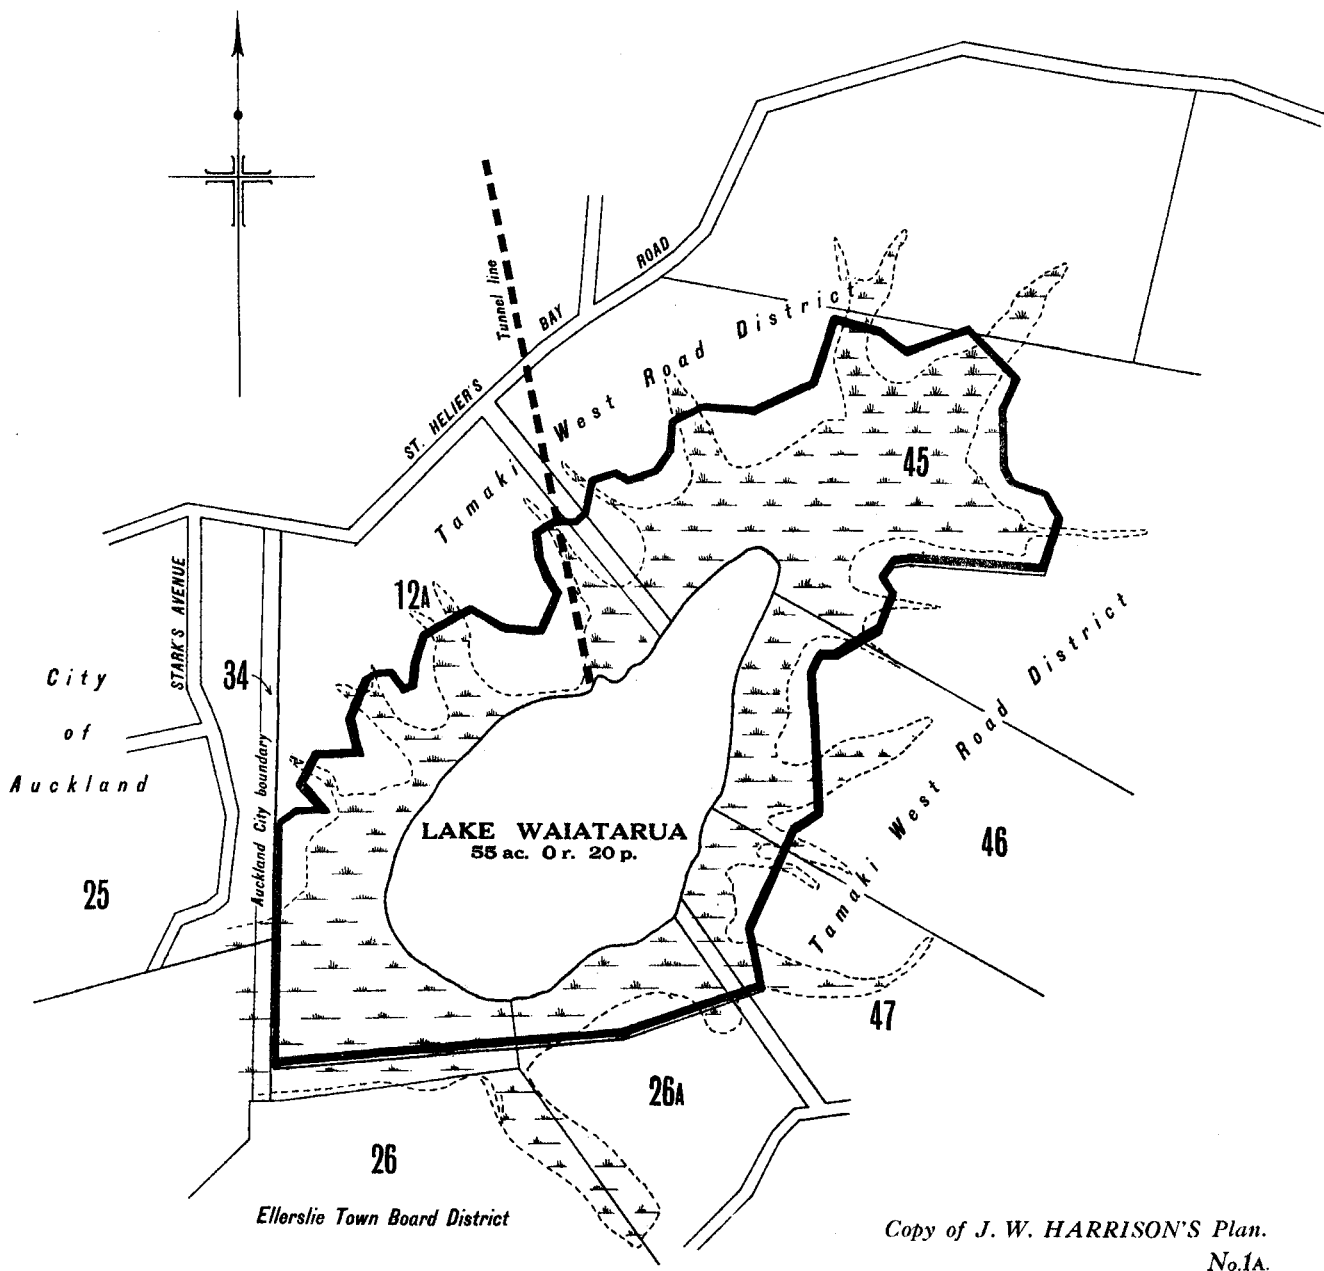 Tunnel line
ST. HELIER'S BAY ROAD
Tamaki West Road District
45
12A
STARK'S AVENUE
34
City
of
Auckland
Auckland City boundary
LAKE WAIATARUA
55 ac. 0 r. 20 p.
Tamaki West Road District
46
25
47
26A
26
Ellerslie Town Board District
Copy of J. W. HARRISON'S Plan.
No.1A.